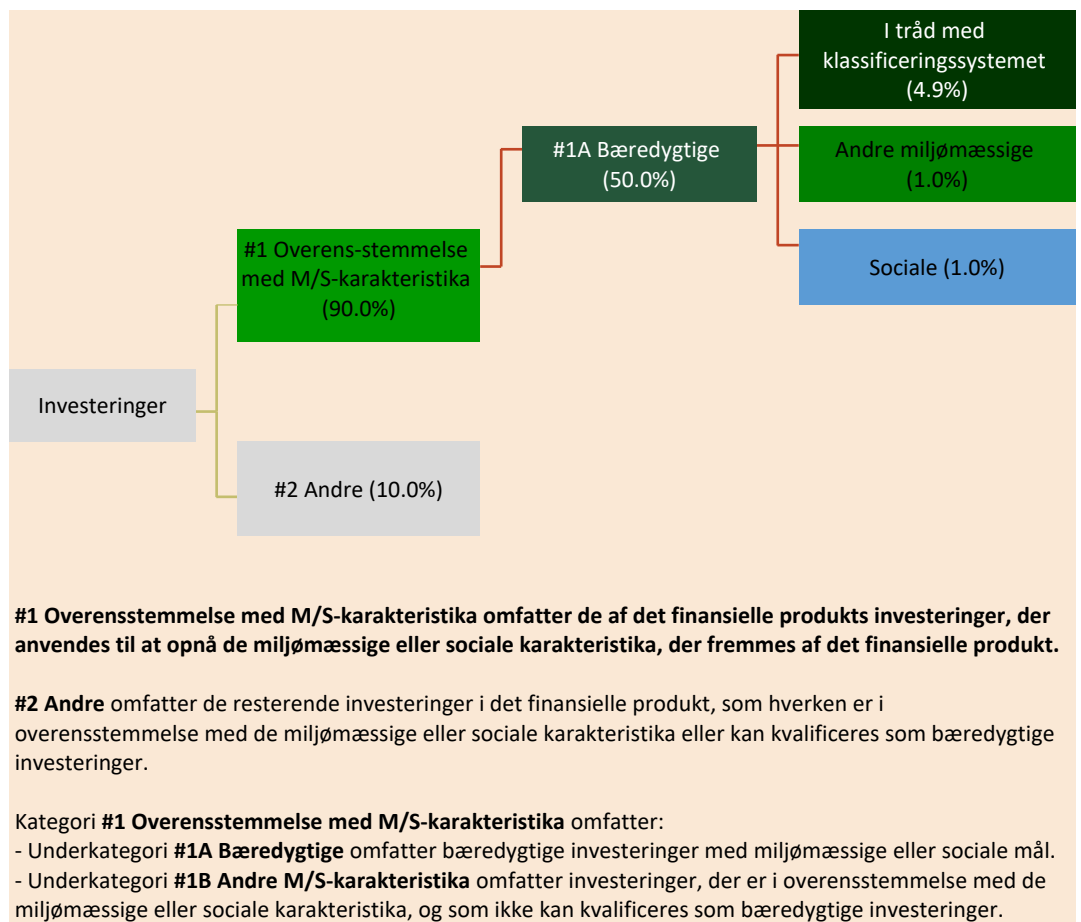 I tråd med
klassificeringssystemet
(4.9%)
#1A Bæredygtige
(50.0%)
Andre miljømæssige
(1.0%)
#1 Overens-stemmelse
med M/S-karakteristika
(90.0%)
Sociale (1.0%)
Investeringer
#2 Andre (10.0%)
#1 Overensstemmelse med M/S-karakteristika omfatter de af det finansielle produkts investeringer, der
anvendes til at opnå de miljømæssige eller sociale karakteristika, der fremmes af det finansielle produkt.
#2 Andre omfatter de resterende investeringer i det finansielle produkt, som hverken er i
overensstemmelse med de miljømæssige eller sociale karakteristika eller kan kvalificeres som bæredygtige
investeringer.
Kategori #1 Overensstemmelse med M/S-karakteristika omfatter:
- Underkategori #1A Bæredygtige omfatter bæredygtige investeringer med miljømæssige eller sociale mål.
- Underkategori #1B Andre M/S-karakteristika omfatter investeringer, der er i overensstemmelse med de
miljømæssige eller sociale karakteristika, og som ikke kan kvalificeres som bæredygtige investeringer.